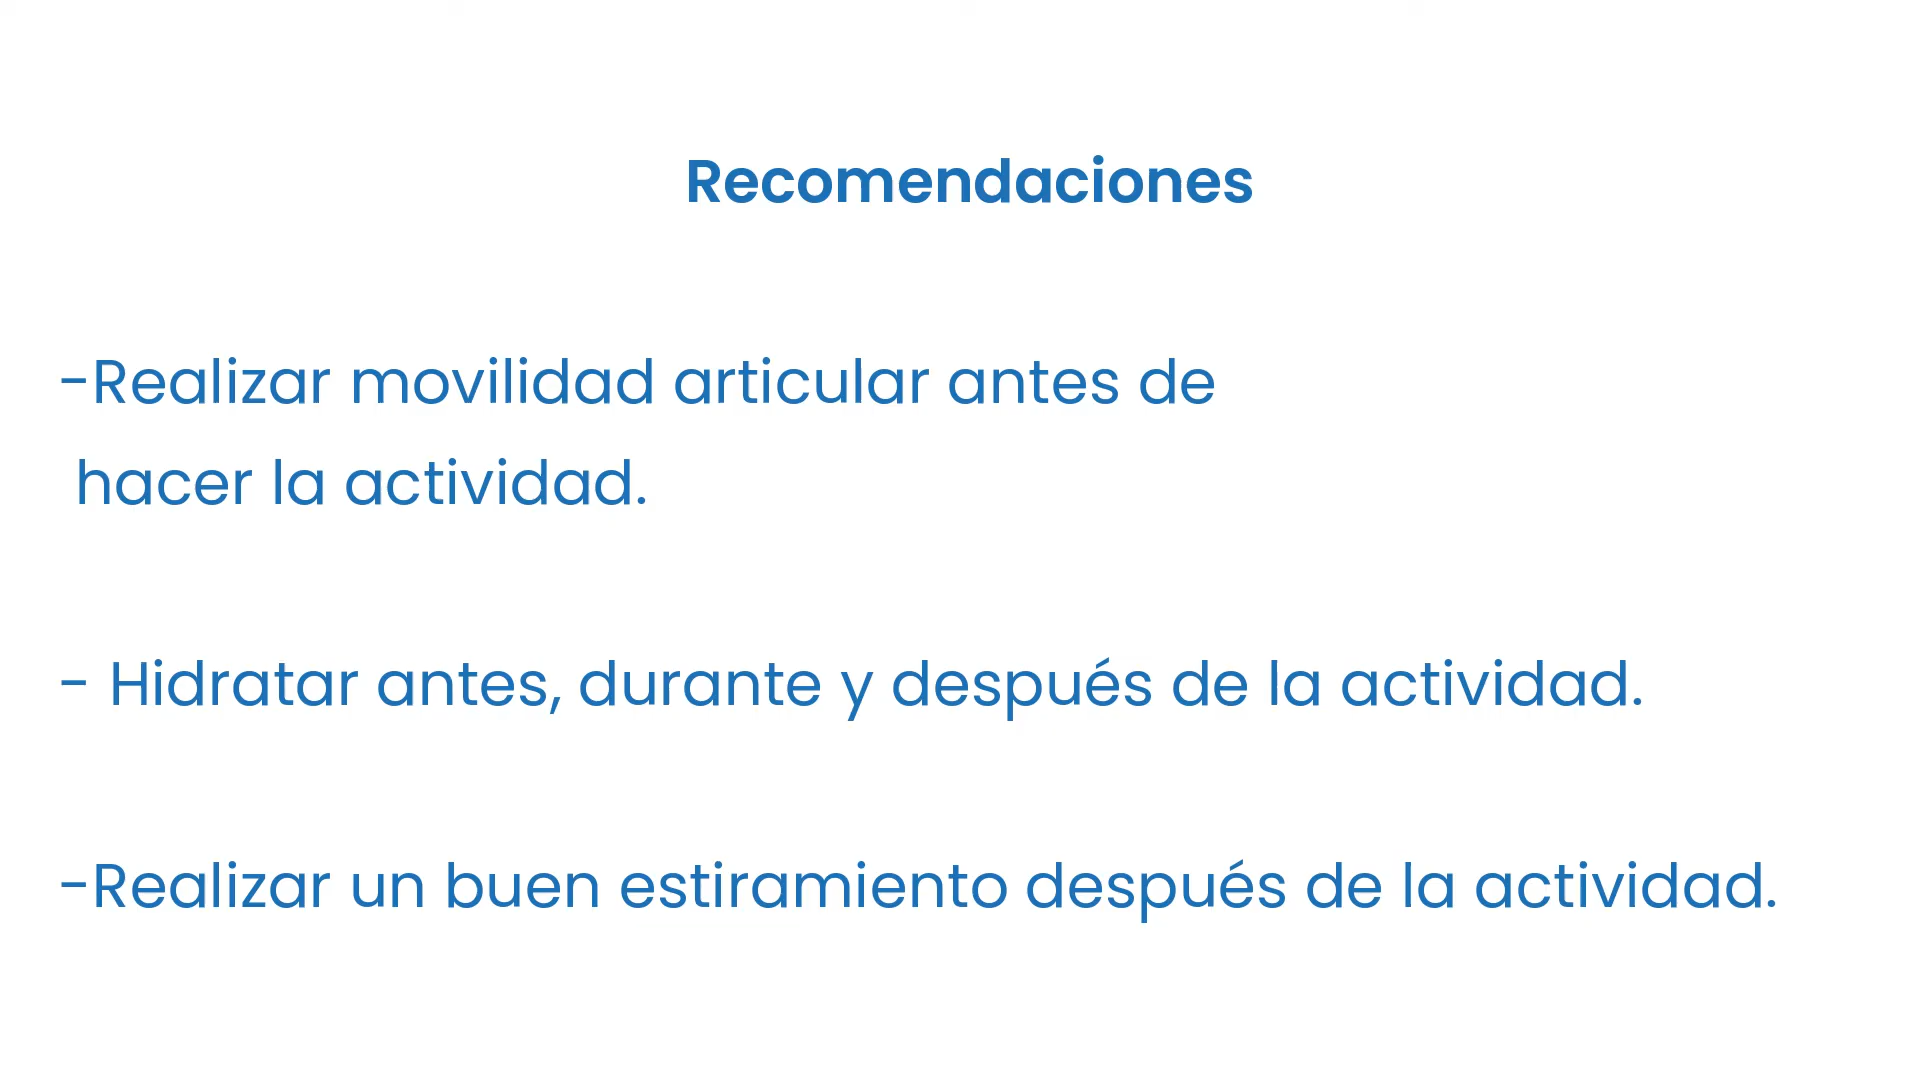 Recomendaciones
-Realizar movilidad articular antes de
hacer la actividad.
- Hidratar antes, durante y después de la actividad.
-Realizar un buen estiramiento después de la actividad.